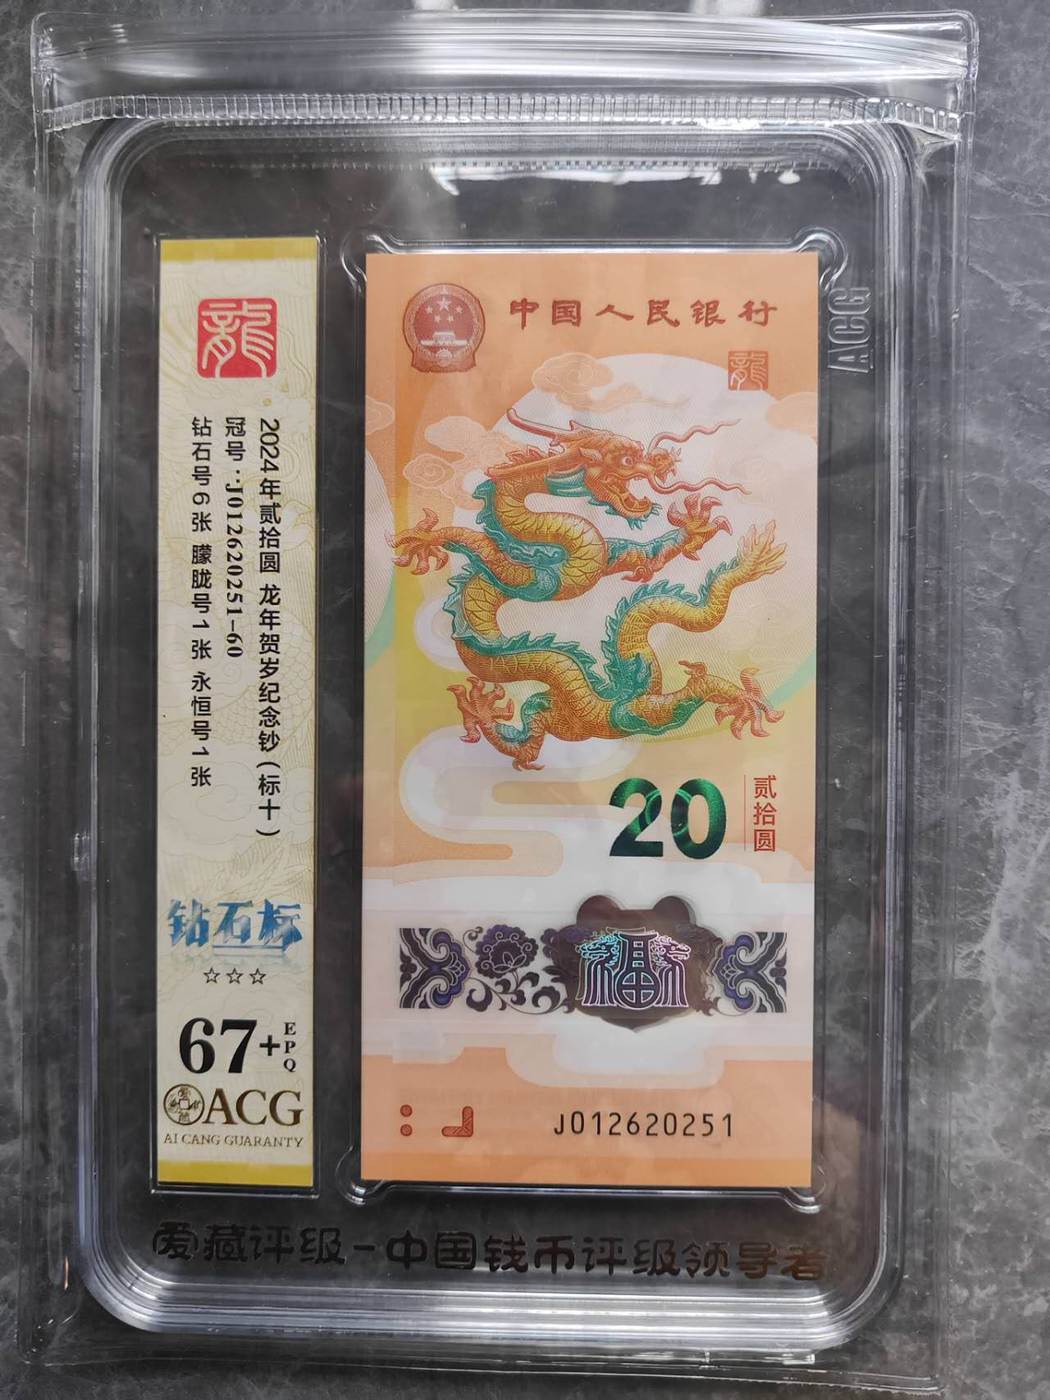 龍
2024年贰拾圆 龙年贺岁纪念钞(标十)
冠号:J012620251-60
钻石号6张 朦胧号1张 永恒号1张
钻石标
☆☆☆
67+
EPQ
ACG
AI CANG GUARANTY
中国人民银行
龍
20
贰拾圆
福
J012620251
ACG
爱藏评级-中国钱币评级领导者